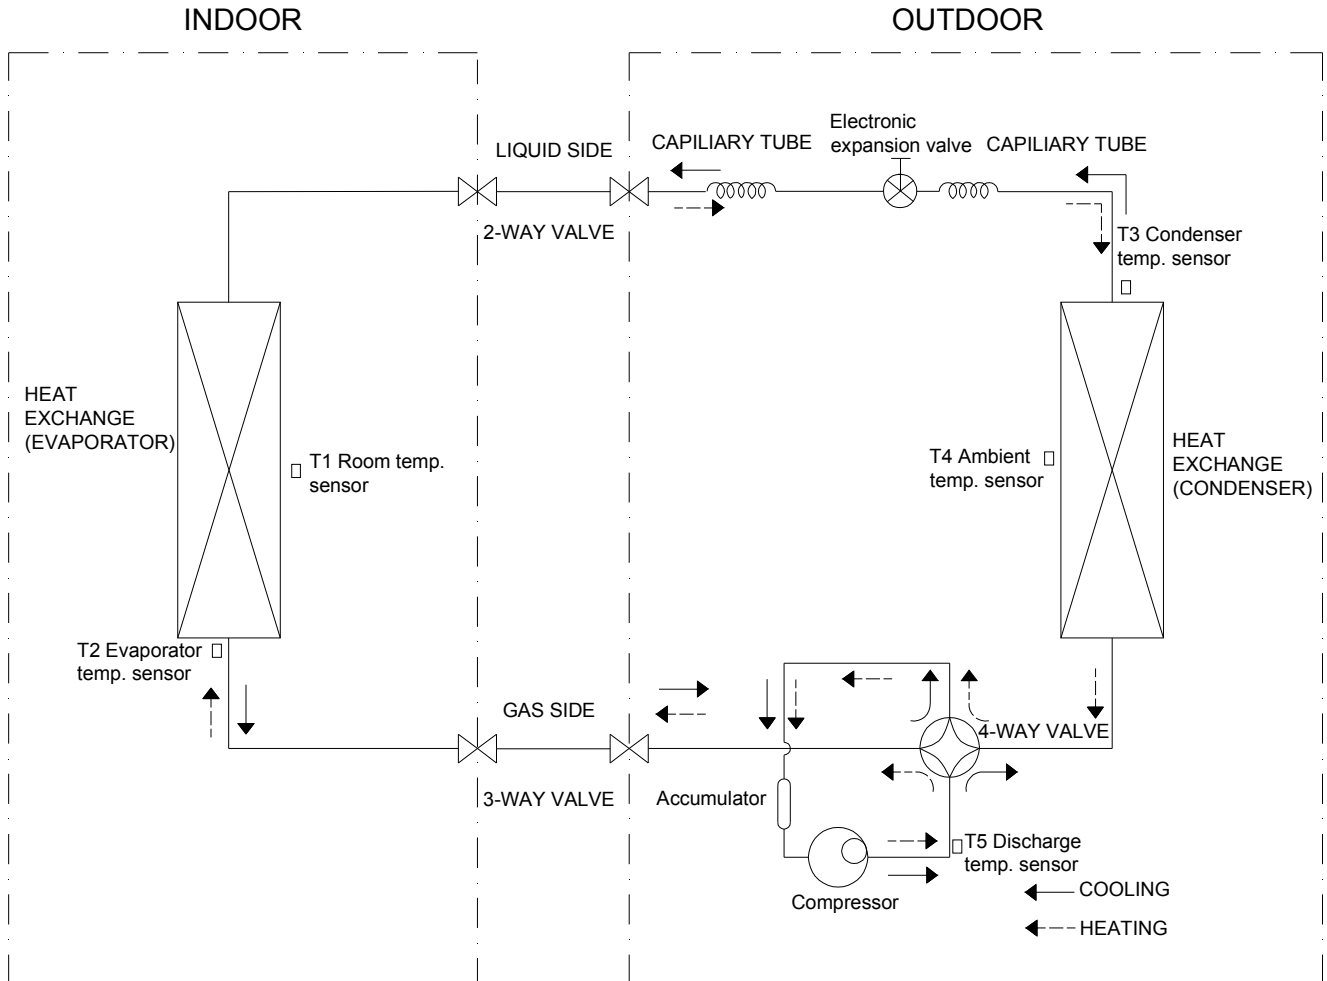 INDOOR
OUTDOOR
Electronic
expansion valve
LIQUID SIDE
CAPILIARY TUBE
CAPILIARY TUBE
2-WAY VALVE
T3 Condenser
temp. sensor
HEAT
EXCHANGE
(EVAPORATOR)
T1 Room temp.
sensor
T4 Ambient
temp. sensor
HEAT
EXCHANGE
(CONDENSER)
T2 Evaporator
temp. sensor
GAS SIDE
4-WAY VALVE
3-WAY VALVE
Accumulator
T5 Discharge
temp. sensor
Compressor
COOLING
HEATING